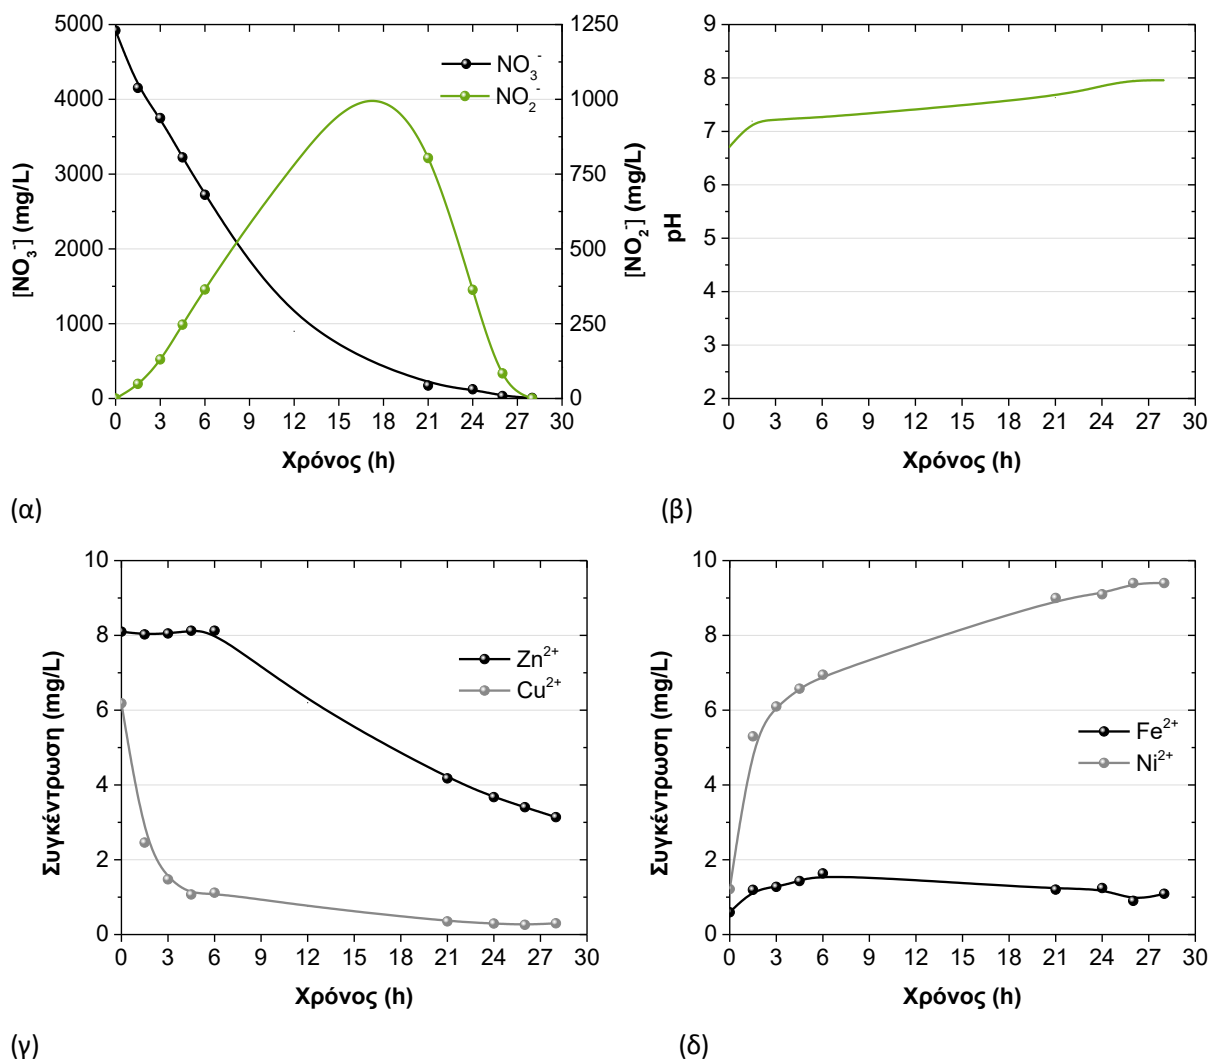 [NO₃⁻] (mg/L)
5000
4000
3000
2000
1000
0
NO₃⁻
NO₂⁻
1250
1000
750
500
250
0
[NO₂⁻] (mg/L)
0 3 6 9 12 15 18 21 24 27 30
Χρόνος (h)
(α)
pH
9
8
7
6
5
4
3
2
0 3 6 9 12 15 18 21 24 27 30
Χρόνος (h)
(β)
Συγκέντρωση (mg/L)
10
8
6
4
2
0
Zn²⁺
Cu²⁺
0 3 6 9 12 15 18 21 24 27 30
Χρόνος (h)
(γ)
Συγκέντρωση (mg/L)
10
8
6
4
2
0
Fe²⁺
Ni²⁺
0 3 6 9 12 15 18 21 24 27 30
Χρόνος (h)
(δ)